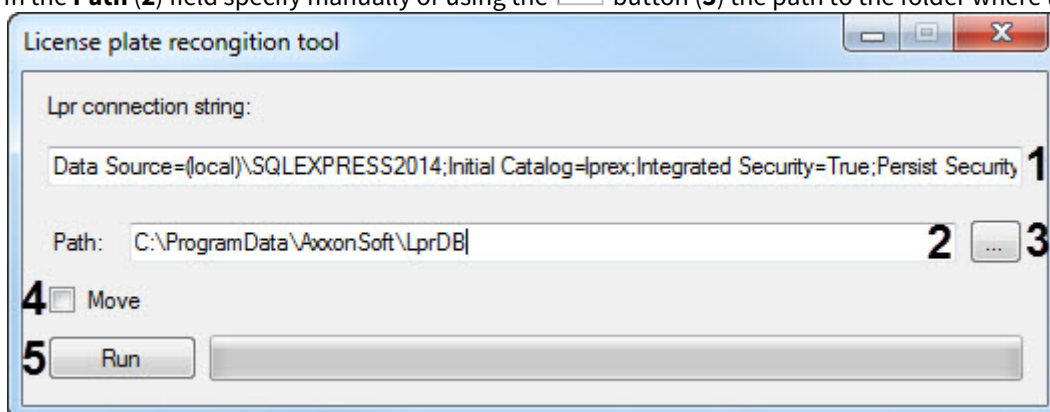 In the Path (2) field specify manually or using the ... button (3) the path to the folder where
License plate recongition tool
Lpr connection string:
Data Source=(local)\SQLEXPRESS2014;Initial Catalog=lprex;Integrated Security=True;Persist Security 1
Path: C:\ProgramData\AxxonSoft\LprDB 2 ... 3
4 Move
5 Run